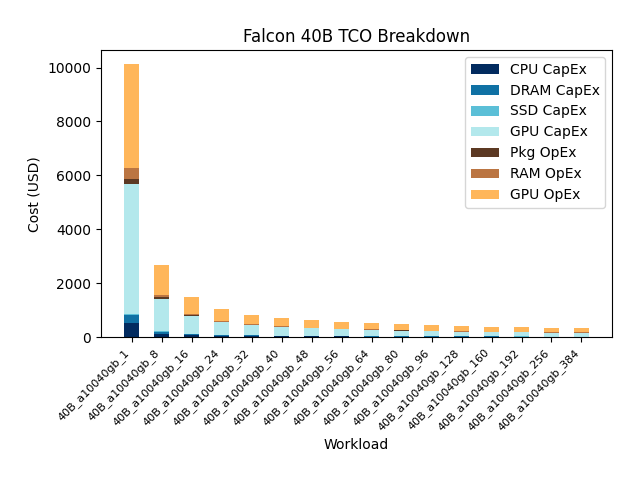 Falcon 40B TCO Breakdown
Cost (USD)
10000
8000
6000
4000
2000
0
CPU CapEx
DRAM CapEx
SSD CapEx
GPU CapEx
Pkg OpEx
RAM OpEx
GPU OpEx
40B_a10040gb_1
40B_a10040gb_8
40B_a10040gb_16
40B_a10040gb_24
40B_a10040gb_32
40B_a10040gb_40
40B_a10040gb_48
40B_a10040gb_56
40B_a10040gb_64
40B_a10040gb_80
40B_a10040gb_96
40B_a10040gb_128
40B_a10040gb_160
40B_a10040gb_192
40B_a10040gb_256
40B_a10040gb_384
Workload